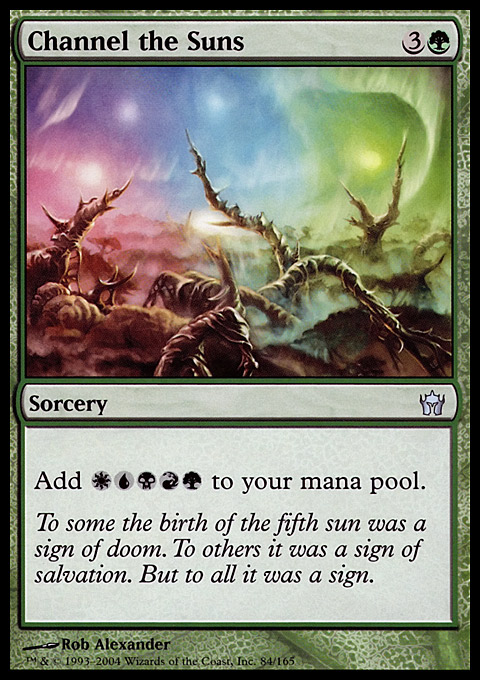 Channel the Suns 3
Sorcery
Add to your mana pool.
To some the birth of the fifth sun was a
sign of doom. To others it was a sign of
salvation. But to all it was a sign.
Rob Alexander
™ & © 1993–2004 Wizards of the Coast, Inc. 84/165